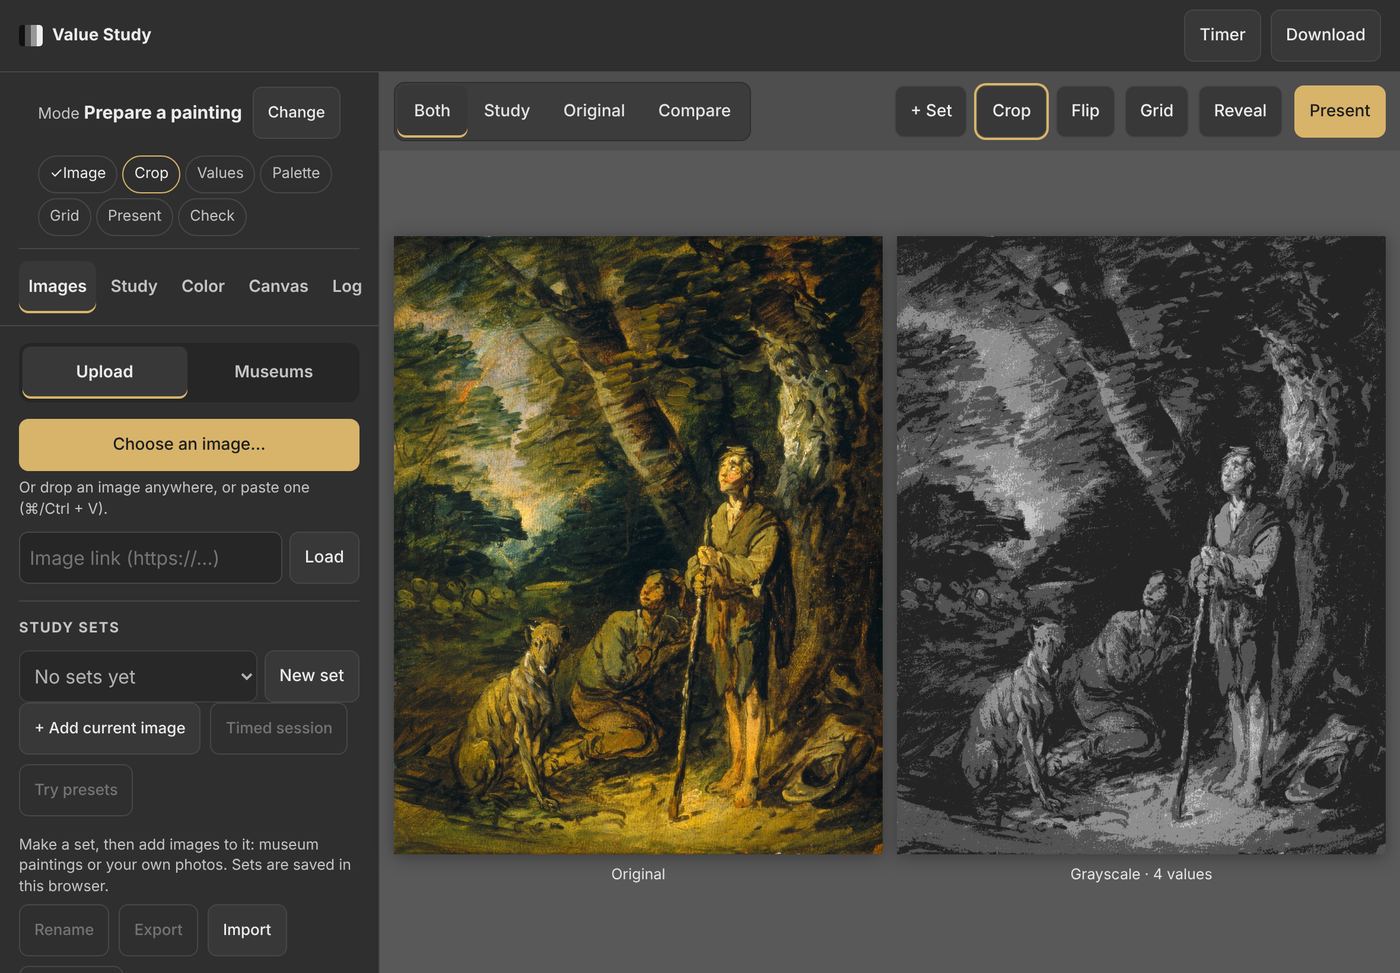 Value Study
Timer
Download
Mode Prepare a painting
Change
✓Image
Crop
Values
Palette
Grid
Present
Check
Images
Study
Color
Canvas
Log
Upload
Museums
Choose an image...
Or drop an image anywhere, or paste one
(⌘/Ctrl + V).
Image link (https://...)
Load
STUDY SETS
No sets yet
New set
+ Add current image
Timed session
Try presets
Make a set, then add images to it: museum
paintings or your own photos. Sets are saved in
this browser.
Rename
Export
Import
Both
Study
Original
Compare
+ Set
Crop
Flip
Grid
Reveal
Present
Original
Grayscale · 4 values